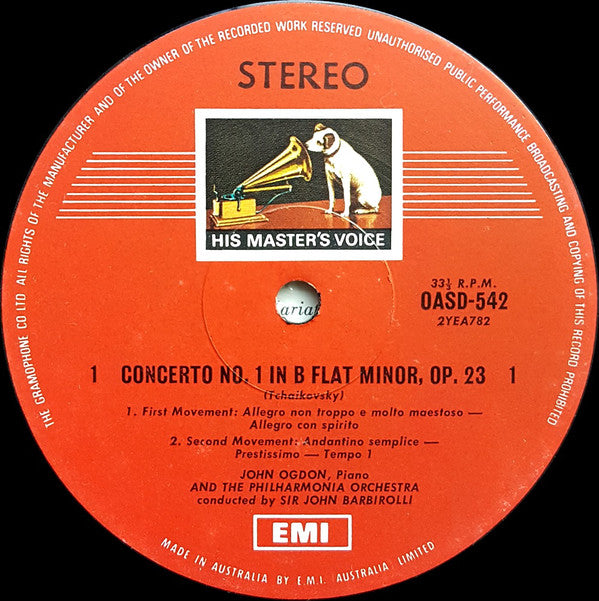 THE GRAMOPHONE CO LTD ALL RIGHTS OF THE MANUFACTURER AND OF THE OWNER OF THE RECORDED WORK RESERVED UNAUTHORISED PUBLIC PERFORMANCE BROADCASTING AND COPYING OF THIS RECORD PROHIBITED
STEREO
HIS MASTER'S VOICE
33⅓ R.P.M.
OASD-542
2YEA782
arial
1 CONCERTO NO. 1 IN B FLAT MINOR, OP. 23 1
(Tchaikovsky)
1. First Movement: Allegro non troppo e molto maestoso —
Allegro con spirito
2. Second Movement: Andantino semplice —
Prestissimo — Tempo 1
JOHN OGDON, Piano
AND THE PHILHARMONIA ORCHESTRA
conducted by SIR JOHN BARBIROLLI
EMI
MADE IN AUSTRALIA BY E.M.I. AUSTRALIA, LIMITED